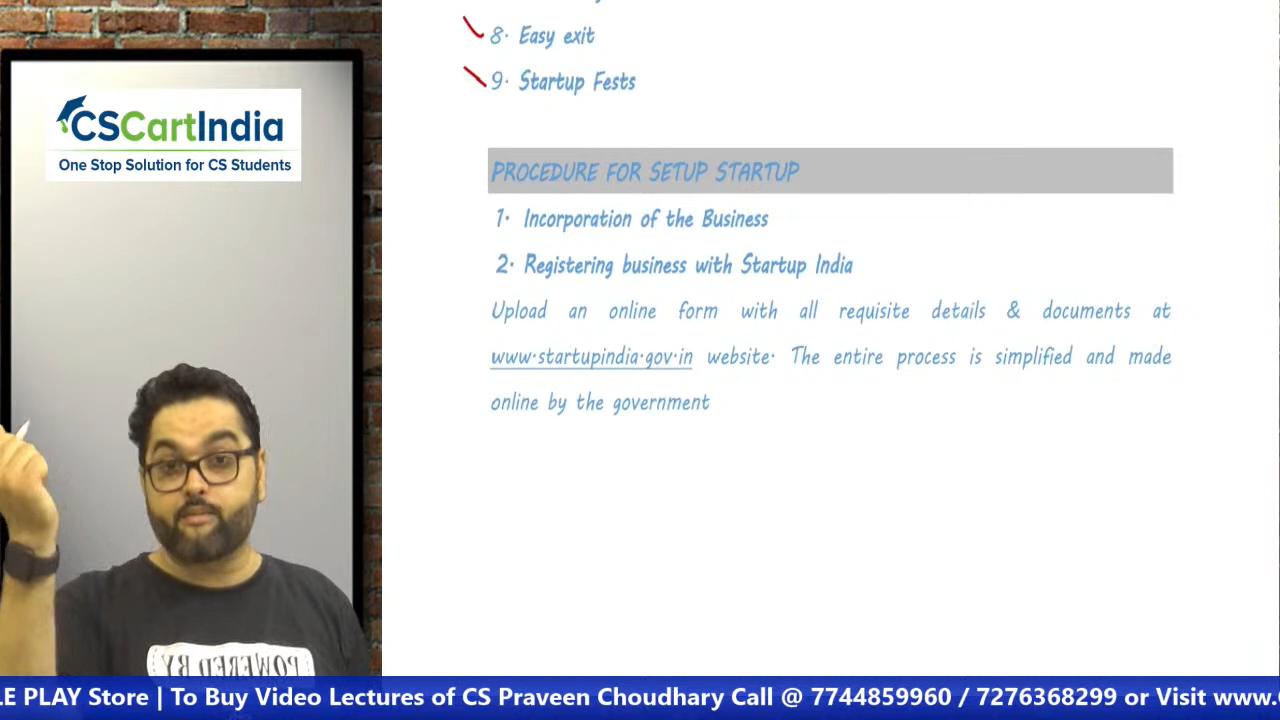 8. Easy exit
9. Startup Fests
CSCartIndia
One Stop Solution for CS Students
PROCEDURE FOR SETUP STARTUP
1. Incorporation of the Business
2. Registering business with Startup India
Upload an online form with all requisite details & documents at
www.startupindia.gov.in website. The entire process is simplified and made
online by the government
POWERED BY
LE PLAY Store | To Buy Video Lectures of CS Praveen Choudhary Call @ 7744859960 / 7276368299 or Visit www.